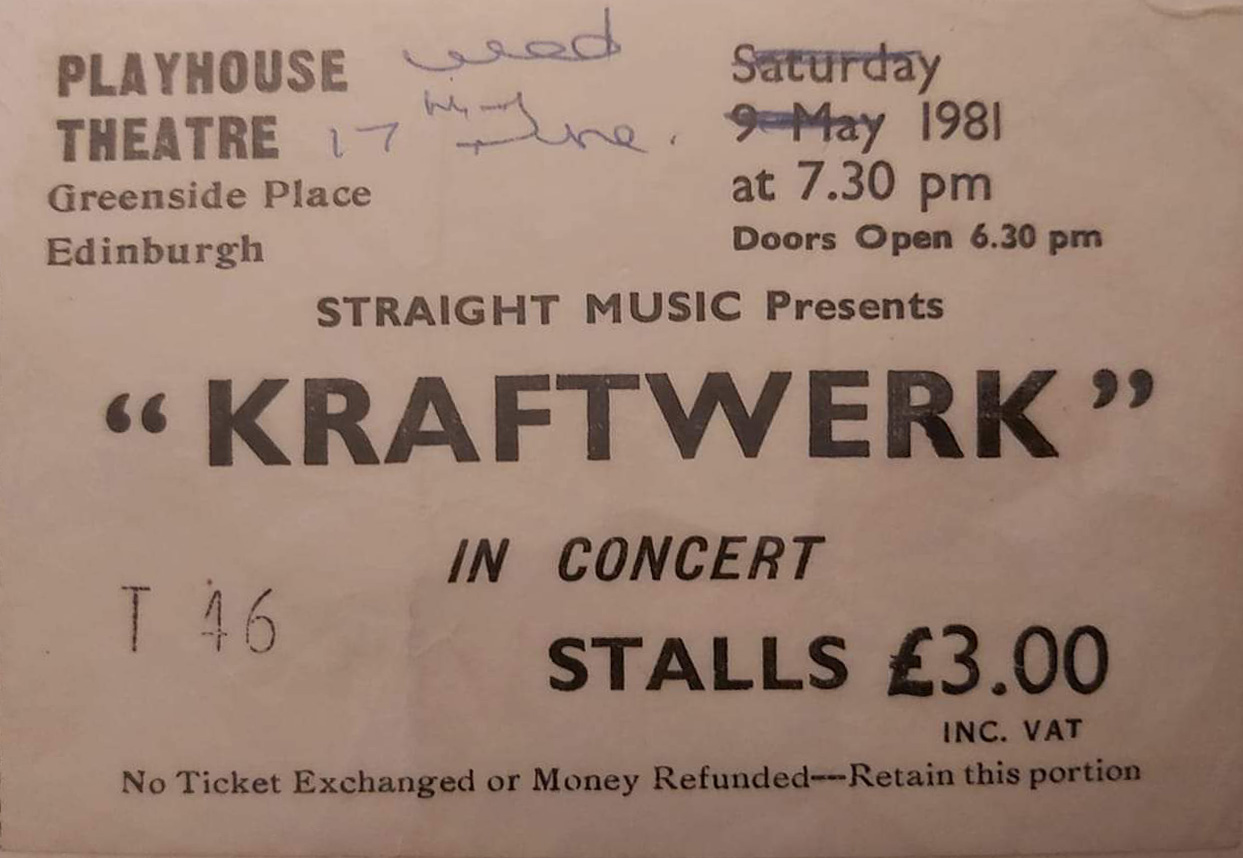 PLAYHOUSE
THEATRE
Greenside Place
Edinburgh
wed
17 June.
Saturday
9 May 1981
at 7.30 pm
Doors Open 6.30 pm
STRAIGHT MUSIC Presents
“KRAFTWERK”
IN CONCERT
T 46
STALLS £3.00
INC. VAT
No Ticket Exchanged or Money Refunded—Retain this portion